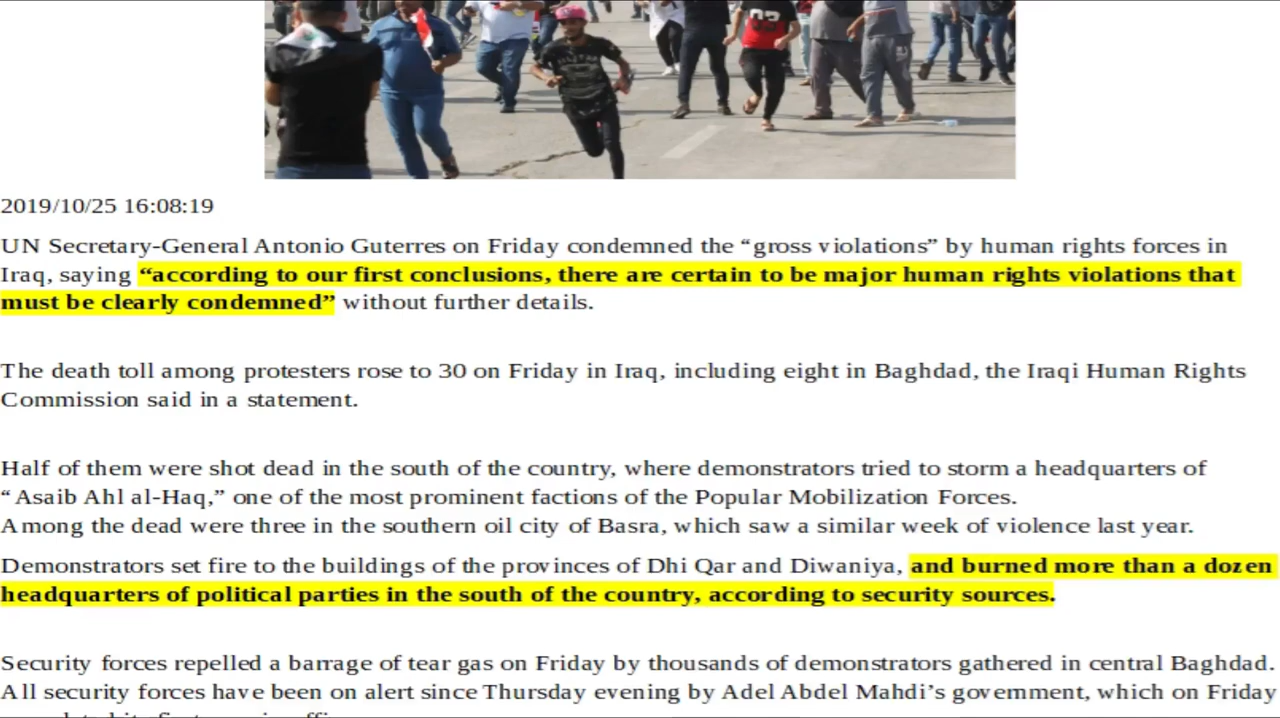 2019/10/25 16:08:19
UN Secretary-General Antonio Guterres on Friday condemned the “gross violations” by human rights forces in
Iraq, saying “according to our first conclusions, there are certain to be major human rights violations that
must be clearly condemned” without further details.
The death toll among protesters rose to 30 on Friday in Iraq, including eight in Baghdad, the Iraqi Human Rights
Commission said in a statement.
Half of them were shot dead in the south of the country, where demonstrators tried to storm a headquarters of
“Asaib Ahl al-Haq,” one of the most prominent factions of the Popular Mobilization Forces.
Among the dead were three in the southern oil city of Basra, which saw a similar week of violence last year.
Demonstrators set fire to the buildings of the provinces of Dhi Qar and Diwaniya, and burned more than a dozen
headquarters of political parties in the south of the country, according to security sources.
Security forces repelled a barrage of tear gas on Friday by thousands of demonstrators gathered in central Baghdad.
All security forces have been on alert since Thursday evening by Adel Abdel Mahdi’s government, which on Friday